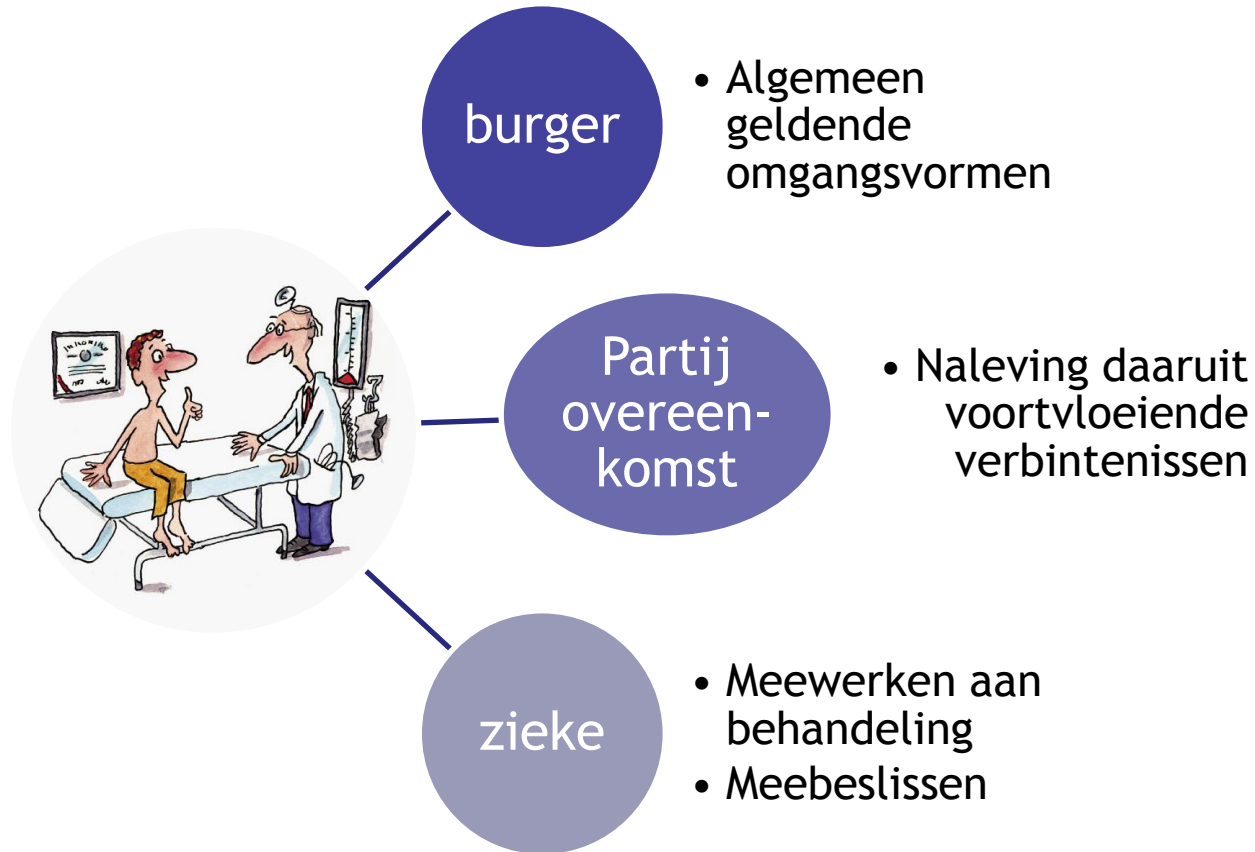 burger
• Algemeen
geldende
omgangsvormen
Partij
overeen-
komst
• Naleving daaruit
voortvloeiende
verbintenissen
zieke
• Meewerken aan
behandeling
• Meebeslissen